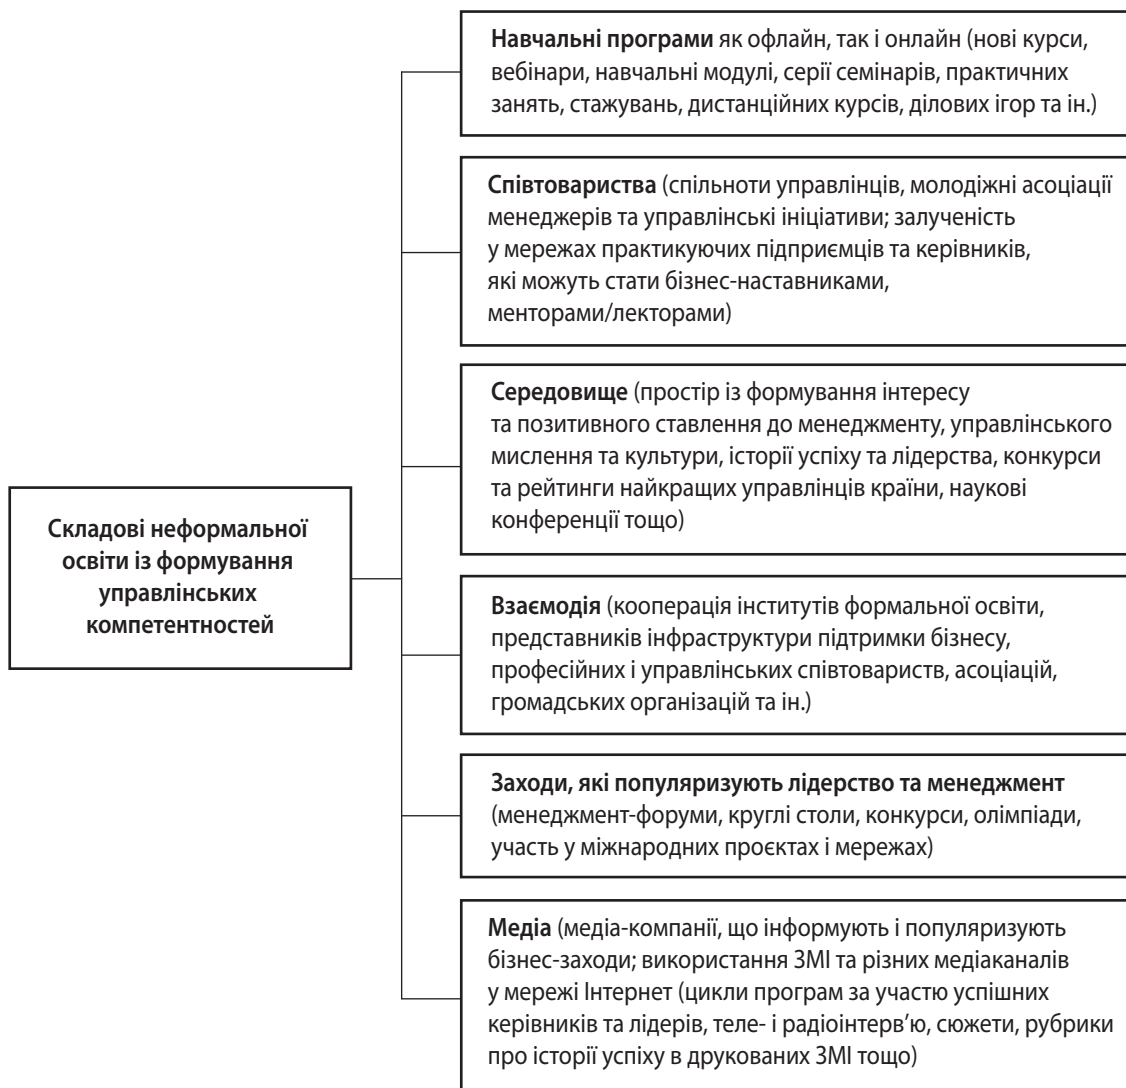 Навчальні програми як офлайн, так і онлайн (нові курси,
вебінари, навчальні модулі, серії семінарів, практичних
занять, стажувань, дистанційних курсів, ділових ігор та ін.)
Співтовариства (спільноти управлінців, молодіжні асоціації
менеджерів та управлінські ініціативи; залученість
у мережах практикуючих підприємців та керівників,
які можуть стати бізнес-наставниками,
менторами/лекторами)
Середовище (простір із формування інтересу
та позитивного ставлення до менеджменту, управлінського
мислення та культури, історії успіху та лідерства, конкурси
та рейтинги найкращих управлінців країни, наукові
конференції тощо)
Складові неформальної
освіти із формування
управлінських
компетентностей
Взаємодія (кооперація інститутів формальної освіти,
представників інфраструктури підтримки бізнесу,
професійних і управлінських співтовариств, асоціацій,
громадських організацій та ін.)
Заходи, які популяризують лідерство та менеджмент
(менеджмент-форуми, круглі столи, конкурси, олімпіади,
участь у міжнародних проєктах і мережах)
Медіа (медіа-компанії, що інформують і популяризують
бізнес-заходи; використання ЗМІ та різних медіаканалів
у мережі Інтернет (цикли програм за участю успішних
керівників та лідерів, теле- і радіоінтерв’ю, сюжети, рубрики
про історії успіху в друкованих ЗМІ тощо)